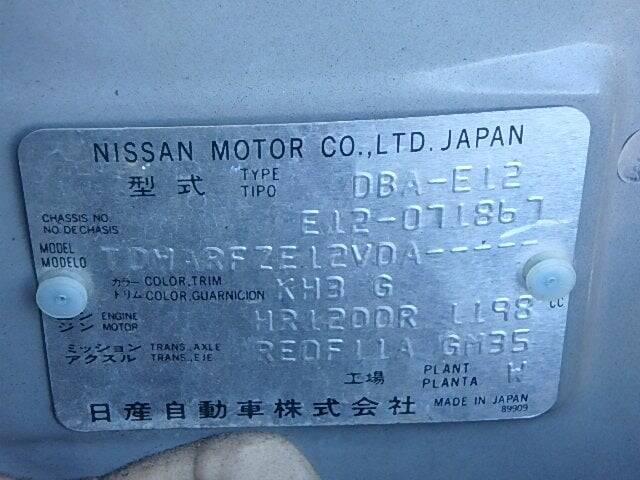 NISSAN MOTOR CO.,LTD. JAPAN
型式 TYPE TIPO DBA-E12
CHASSIS NO. NO.DE CHASIS E12-071867
MODEL MODELO TDWARFZE12VDA-----
カラー COLOR,TRIM トリム COLOR,GUARNICION KH3 G
ENGINE ジン MOTOR HR12DDR 1198 CC
ミッション TRANS., AXLE アクスル TRANS., EJE RE0F11A GM35
工場 PLANT PLANTA W
日産自動車株式会社 MADE IN JAPAN
89909